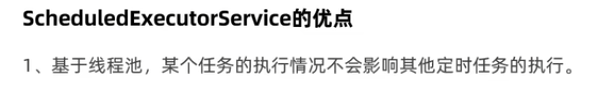 ScheduledExecutorService的优点
1、基于线程池，某个任务的执行情况不会影响其他定时任务的执行。